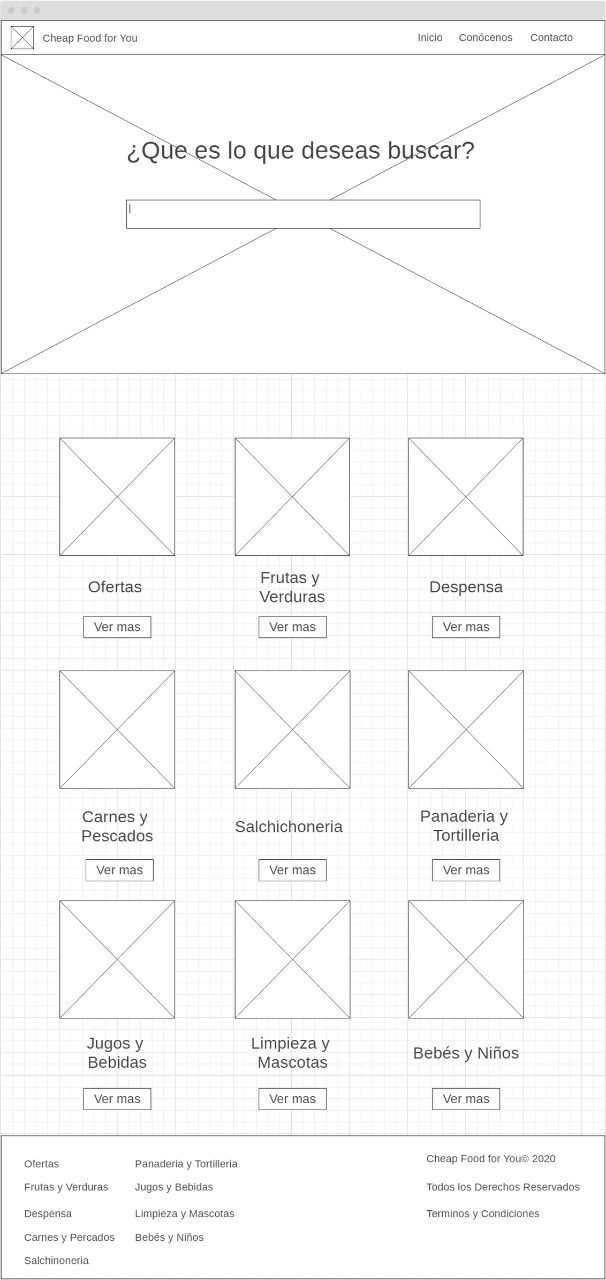 Cheap Food for You
Inicio Conócenos Contacto
¿Que es lo que deseas buscar?
Ofertas
Ver mas
Frutas y
Verduras
Ver mas
Despensa
Ver mas
Carnes y
Pescados
Ver mas
Salchichoneria
Ver mas
Panaderia y
Tortilleria
Ver mas
Jugos y
Bebidas
Ver mas
Limpieza y
Mascotas
Ver mas
Bebés y Niños
Ver mas
Ofertas
Frutas y Verduras
Despensa
Carnes y Percados
Salchinoneria
Panaderia y Tortilleria
Jugos y Bebidas
Limpieza y Mascotas
Bebés y Niños
Cheap Food for You© 2020
Todos los Derechos Reservados
Terminos y Condiciones